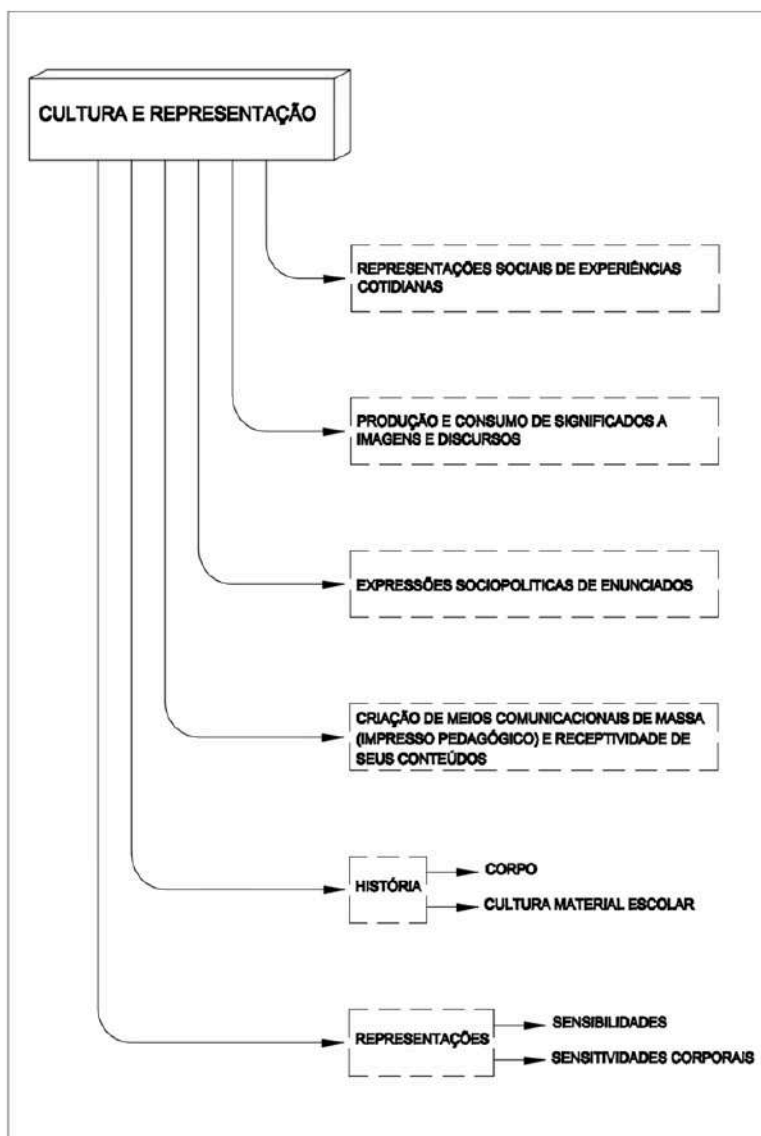 CULTURA E REPRESENTAÇÃO
REPRESENTAÇÕES SOCIAIS DE EXPERIÊNCIAS
COTIDIANAS
PRODUÇÃO E CONSUMO DE SIGNIFICADOS A
IMAGENS E DISCURSOS
EXPRESSÕES SOCIOPOLITICAS DE ENUNCIADOS
CRIAÇÃO DE MEIOS COMUNICACIONAIS DE MASSA
(IMPRESSO PEDAGÓGICO) E RECEPTIVIDADE DE
SEUS CONTEÚDOS
HISTÓRIA
CORPO
CULTURA MATERIAL ESCOLAR
REPRESENTAÇÕES
SENSIBILIDADES
SENSITIVIDADES CORPORAIS